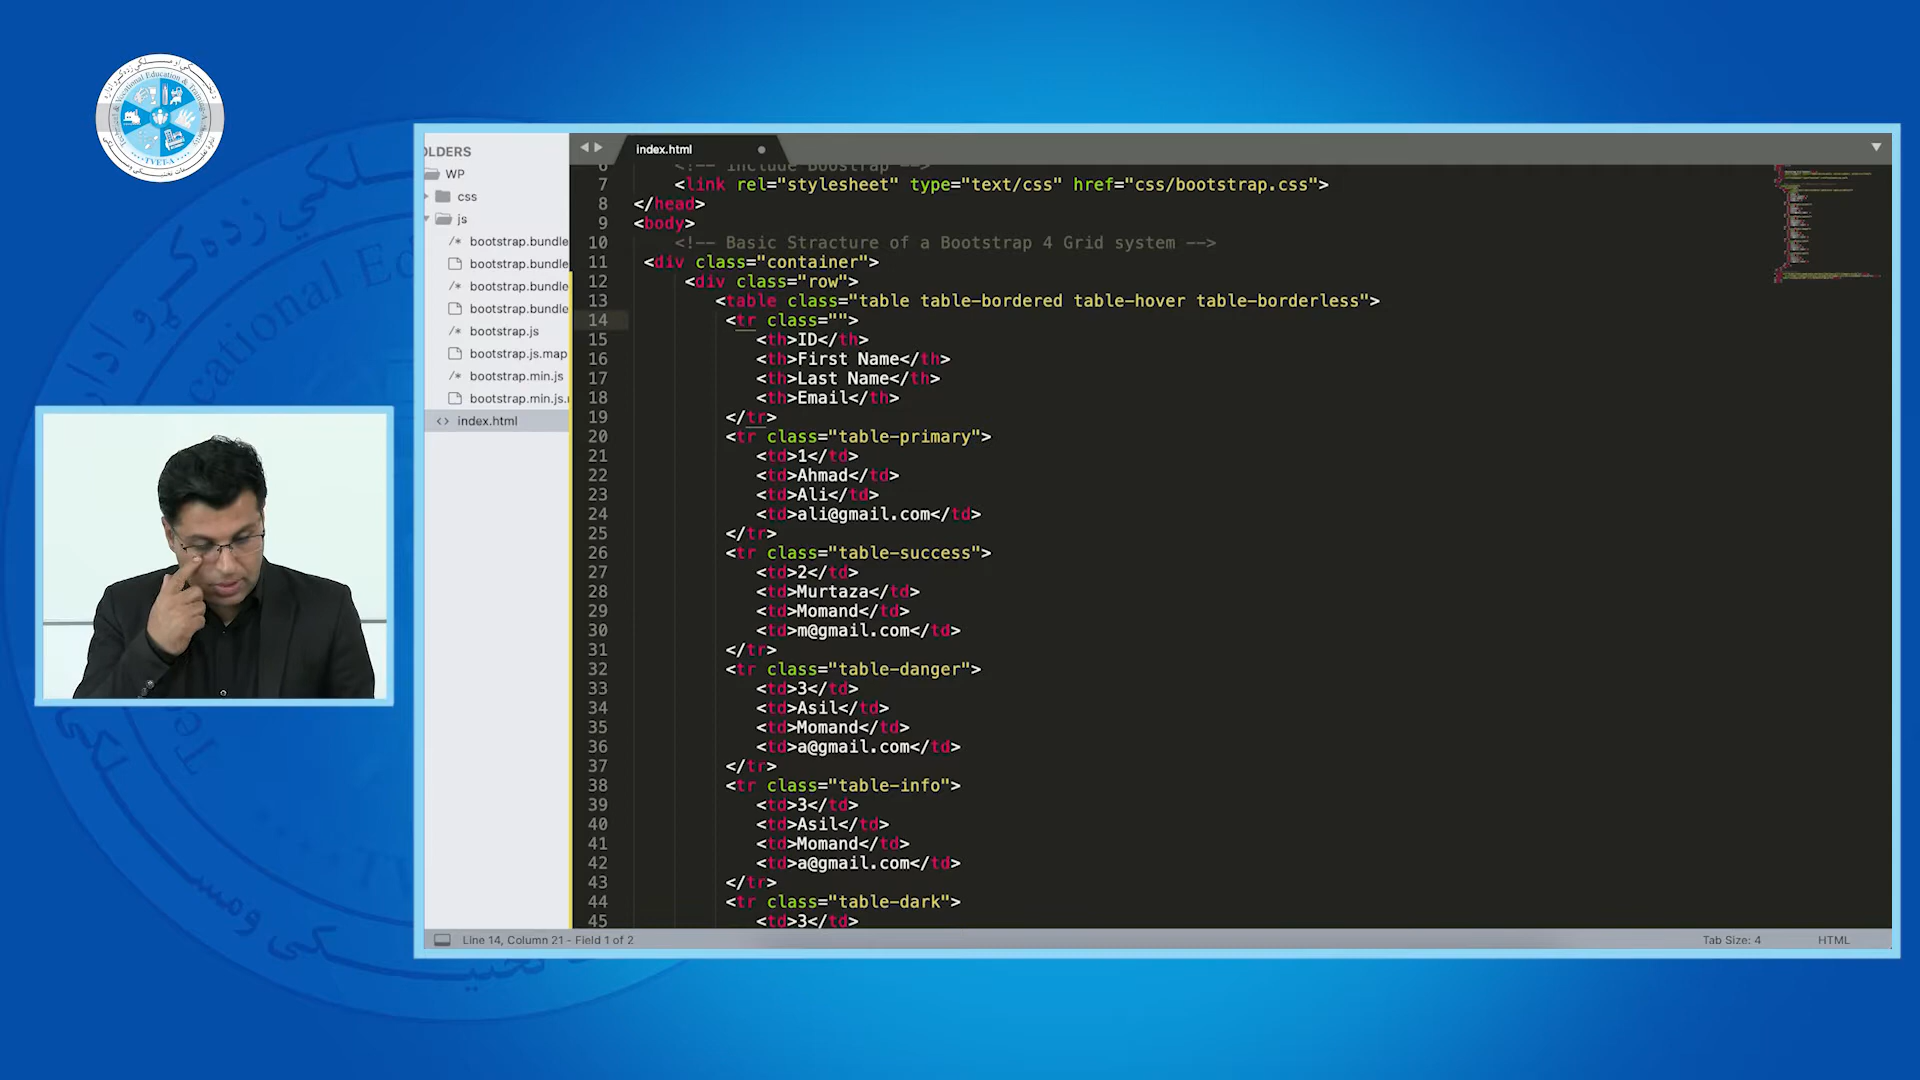 Technical & Vocational Education & Training
TVET-A
OLDERS
WP
css
js
bootstrap.bundle
bootstrap.bundle
bootstrap.bundle
bootstrap.bundle
bootstrap.js
bootstrap.js.map
bootstrap.min.js
bootstrap.min.js.
index.html
index.html
6 <!-- Include Boostrap -->
7 <link rel="stylesheet" type="text/css" href="css/bootstrap.css">
8 </head>
9 <body>
10 <!-- Basic Stracture of a Bootstrap 4 Grid system -->
11 <div class="container">
12 <div class="row">
13 <table class="table table-bordered table-hover table-borderless">
14 <tr class="">
15 <th>ID</th>
16 <th>First Name</th>
17 <th>Last Name</th>
18 <th>Email</th>
19 </tr>
20 <tr class="table-primary">
21 <td>1</td>
22 <td>Ahmad</td>
23 <td>Ali</td>
24 <td>ali@gmail.com</td>
25 </tr>
26 <tr class="table-success">
27 <td>2</td>
28 <td>Murtaza</td>
29 <td>Momand</td>
30 <td>m@gmail.com</td>
31 </tr>
32 <tr class="table-danger">
33 <td>3</td>
34 <td>Asil</td>
35 <td>Momand</td>
36 <td>a@gmail.com</td>
37 </tr>
38 <tr class="table-info">
39 <td>3</td>
40 <td>Asil</td>
41 <td>Momand</td>
42 <td>a@gmail.com</td>
43 </tr>
44 <tr class="table-dark">
45 <td>3</td>
Line 14, Column 21 - Field 1 of 2
Tab Size: 4
HTML